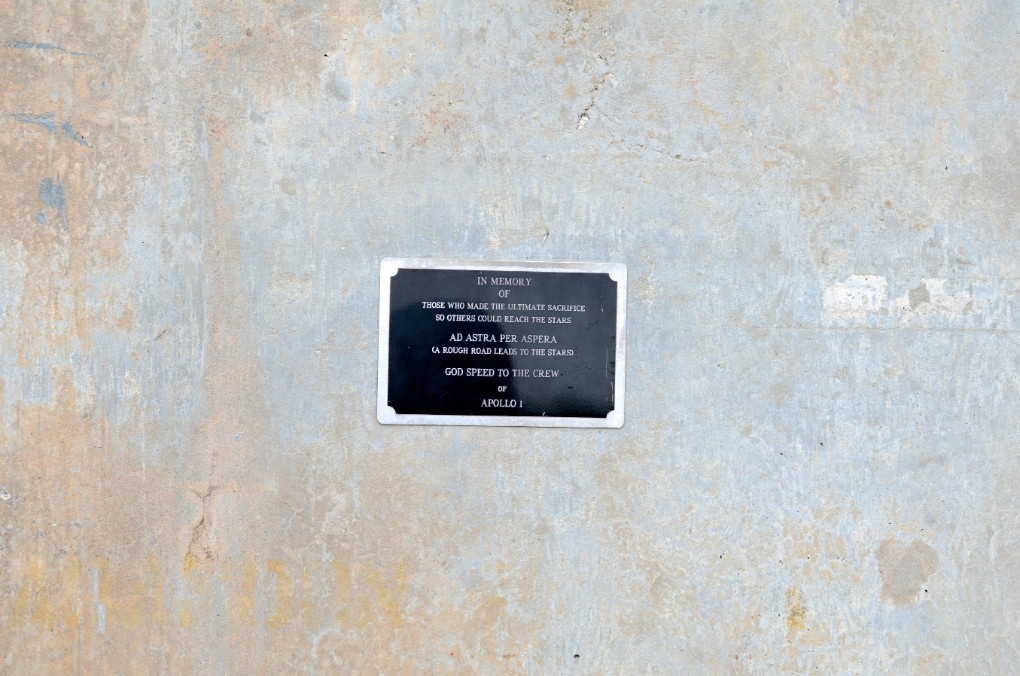 IN MEMORY
OF
THOSE WHO MADE THE ULTIMATE SACRIFICE
SO OTHERS COULD REACH THE STARS
AD ASTRA PER ASPERA
(A ROUGH ROAD LEADS TO THE STARS)
GOD SPEED TO THE CREW
OF
APOLLO 1